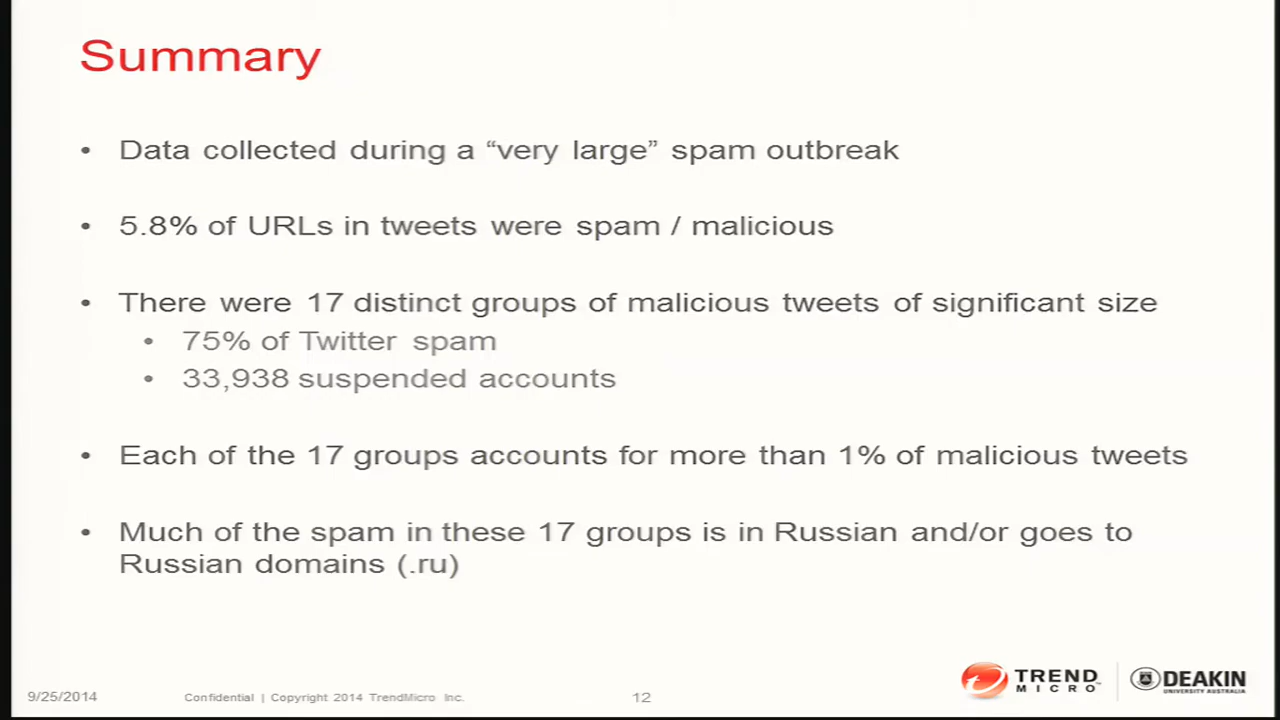 Summary
• Data collected during a “very large” spam outbreak
• 5.8% of URLs in tweets were spam / malicious
• There were 17 distinct groups of malicious tweets of significant size
• 75% of Twitter spam
• 33,938 suspended accounts
• Each of the 17 groups accounts for more than 1% of malicious tweets
• Much of the spam in these 17 groups is in Russian and/or goes to
Russian domains (.ru)
9/25/2014 Confidential | Copyright 2014 TrendMicro Inc. 12
TREND
MICRO
DEAKIN
UNIVERSITY AUSTRALIA